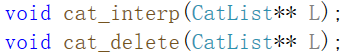 void cat_interp(CatList** L);
void cat_delete(CatList** L);